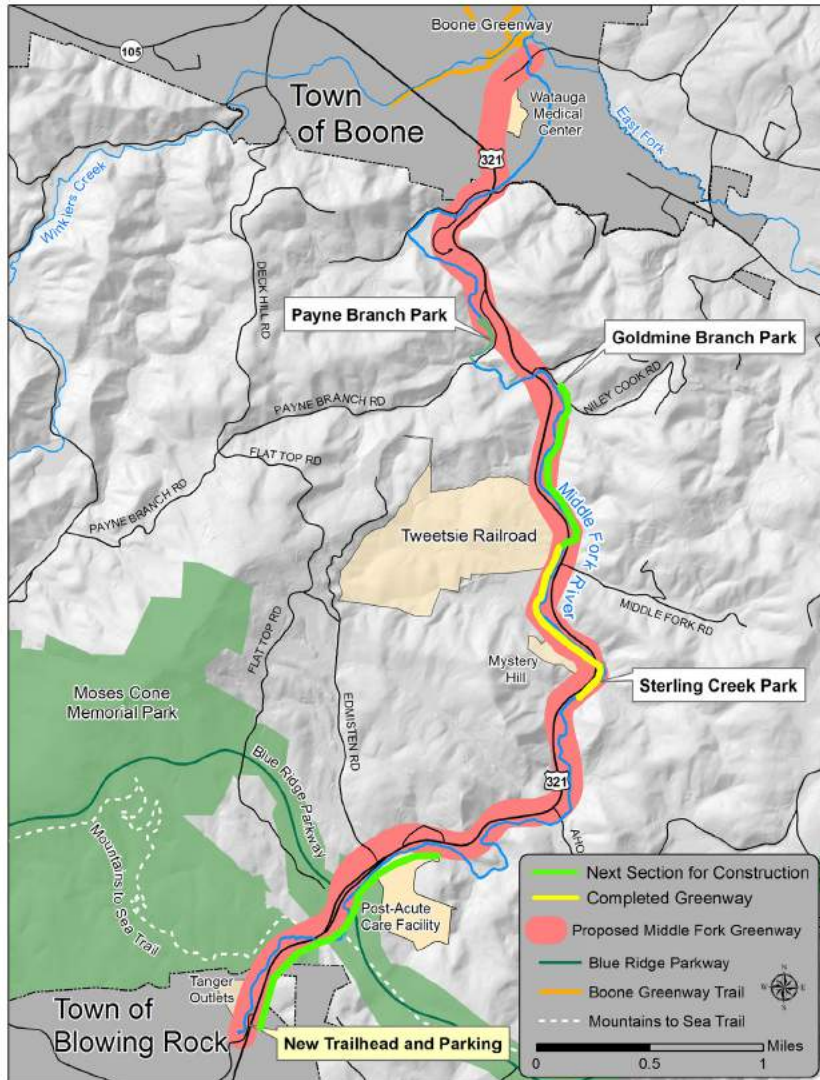 Boone Greenway
105
Town
of Boone
Watauga
Medical
Center
East Fork
321
Winklers Creek
DECK HILL RD
Payne Branch Park
Goldmine Branch Park
NILEY COOK RD
PAYNE BRANCH RD
FLAT TOP RD
PAYNE BRANCH RD
Tweetsie Railroad
Middle Fork River
MIDDLE FORK RD
FLAT TOP RD
Mystery
Hill
Sterling Creek Park
Moses Cone
Memorial Park
EDMISTEN RD
Blue Ridge Parkway
321
Mountains to Sea Trail
AHO
Post-Acute
Care Facility
Tanger
Outlets
Town of
Blowing Rock
New Trailhead and Parking
Next Section for Construction
Completed Greenway
Proposed Middle Fork Greenway
Blue Ridge Parkway
Boone Greenway Trail
Mountains to Sea Trail
N
W E
S
Miles
0 0.5 1